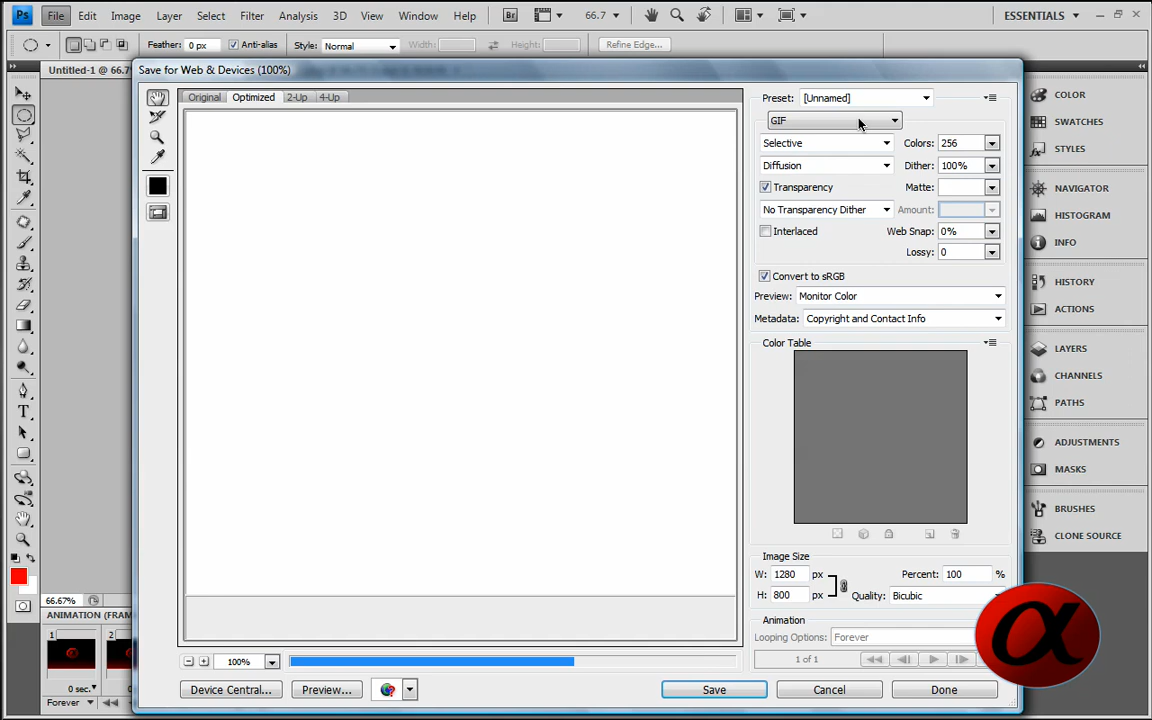 Ps File Edit Image Layer Select Filter Analysis 3D View Window Help Br 66.7 ESSENTIALS
Feather: 0 px Anti-alias Style: Normal Width: Height: Refine Edge...
Untitled-1 @ 66.7
Save for Web & Devices (100%)
Original Optimized 2-Up 4-Up
Preset: [Unnamed]
GIF
Selective Colors: 256
Diffusion Dither: 100%
Transparency Matte:
No Transparency Dither Amount:
Interlaced Web Snap: 0%
Lossy: 0
Convert to sRGB
Preview: Monitor Color
Metadata: Copyright and Contact Info
Color Table
Image Size
W: 1280 px Percent: 100 %
H: 800 px Quality: Bicubic
Animation
Looping Options: Forever
1 of 1
100%
Device Central... Preview... Save Cancel Done
COLOR
SWATCHES
STYLES
NAVIGATOR
HISTOGRAM
INFO
HISTORY
ACTIONS
LAYERS
CHANNELS
PATHS
ADJUSTMENTS
MASKS
BRUSHES
CLONE SOURCE
66.67%
ANIMATION (FRAM
1 2
0 sec.
Forever
α